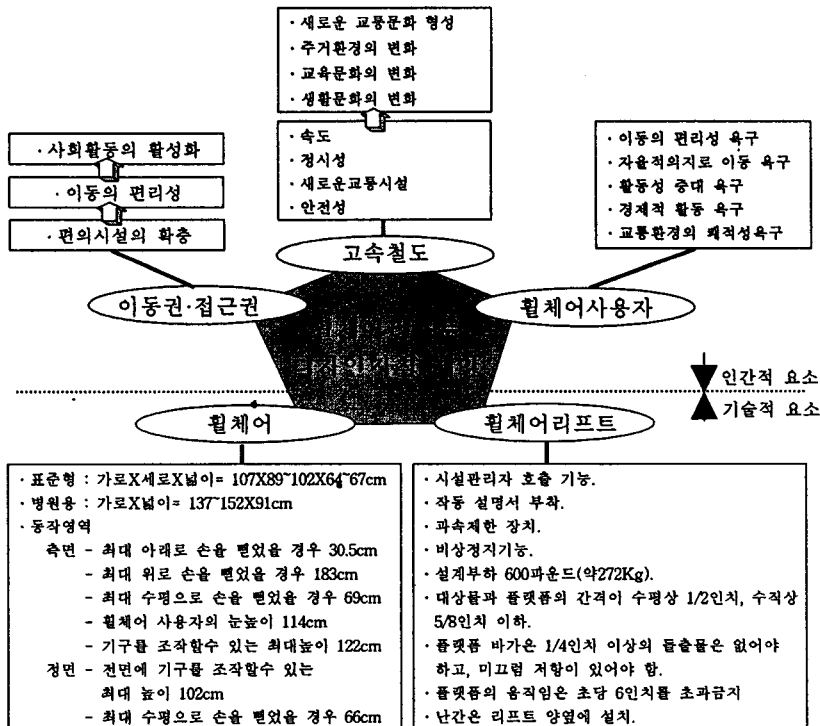 · 새로운 교통문화 형성
· 주거환경의 변화
· 교육문화의 변화
· 생활문화의 변화
· 속도
· 정시성
· 새로운교통시설
· 안전성
· 사회활동의 활성화
· 이동의 편리성
· 편의시설의 확충
· 이동의 편리성 욕구
· 자율적의지로 이동 욕구
· 활동성 증대 욕구
· 경제적 활동 욕구
· 교통환경의 쾌적성욕구
고속철도
이동권·접근권
휠체어사용자
인간적 요소
기술적 요소
휠체어
휠체어리프트
· 표준형 : 가로X세로X넓이= 107X89~102X64~67cm
· 병원용 : 가로X넓이= 137~152X91cm
· 동작영역
측면 - 최대 아래로 손을 뻗었을 경우 30.5cm
- 최대 위로 손을 뻗었을 경우 183cm
- 최대 수평으로 손을 뻗었을 경우 69cm
- 휠체어 사용자의 눈높이 114cm
- 기구를 조작할수 있는 최대높이 122cm
정면 - 전면에 기구를 조작할수 있는
최대 높이 102cm
- 최대 수평으로 손을 뻗었을 경우 66cm
· 시설관리자 호출 기능.
· 작동 설명서 부착.
· 과속제한 장치.
· 비상정지기능.
· 설계부하 600파운드(약272Kg).
· 대상물과 플랫폼의 간격이 수평상 1/2인치, 수직상
5/8인치 이하.
· 플랫폼 바가은 1/4인치 이상의 돌출물은 없어야
하고, 미끄럼 저항이 있어야 함.
· 플랫폼의 움직임은 초당 6인치를 초과금지
· 난간은 리프트 양옆에 설치.